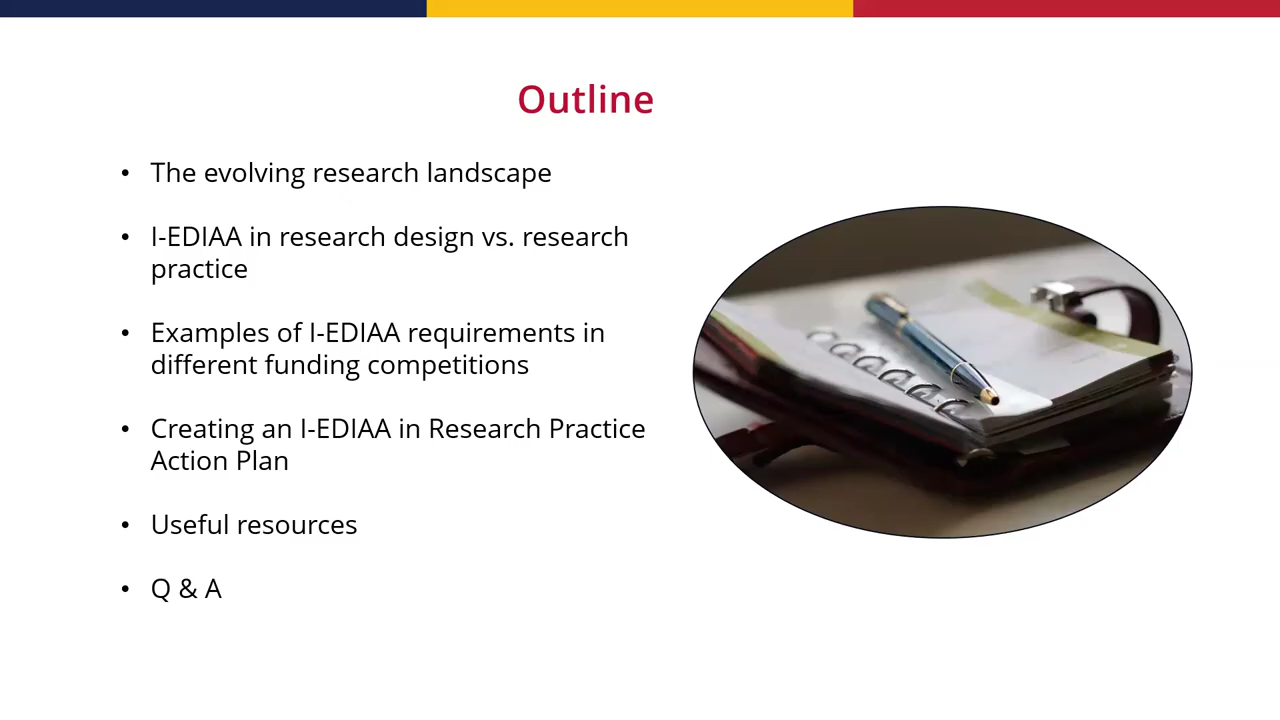 Outline
• The evolving research landscape
• I-EDIAA in research design vs. research
practice
• Examples of I-EDIAA requirements in
different funding competitions
• Creating an I-EDIAA in Research Practice
Action Plan
• Useful resources
• Q & A